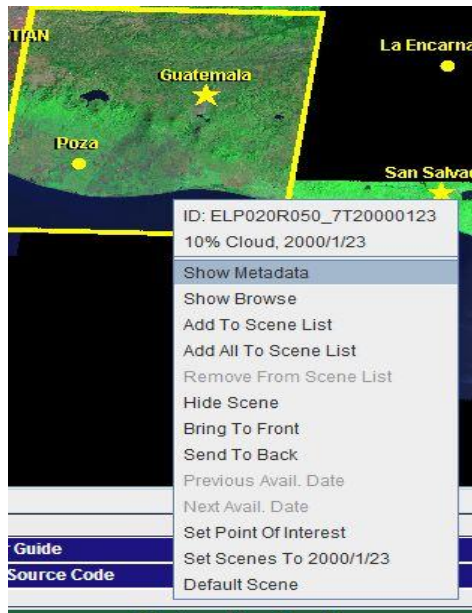 TIAN
La Encarna
Guatemala
Poza
San Salvad
ID: ELP020R050_7T20000123
10% Cloud, 2000/1/23
Show Metadata
Show Browse
Add To Scene List
Add All To Scene List
Remove From Scene List
Hide Scene
Bring To Front
Send To Back
Previous Avail. Date
Next Avail. Date
Set Point Of Interest
Set Scenes To 2000/1/23
Default Scene
Guide
Source Code